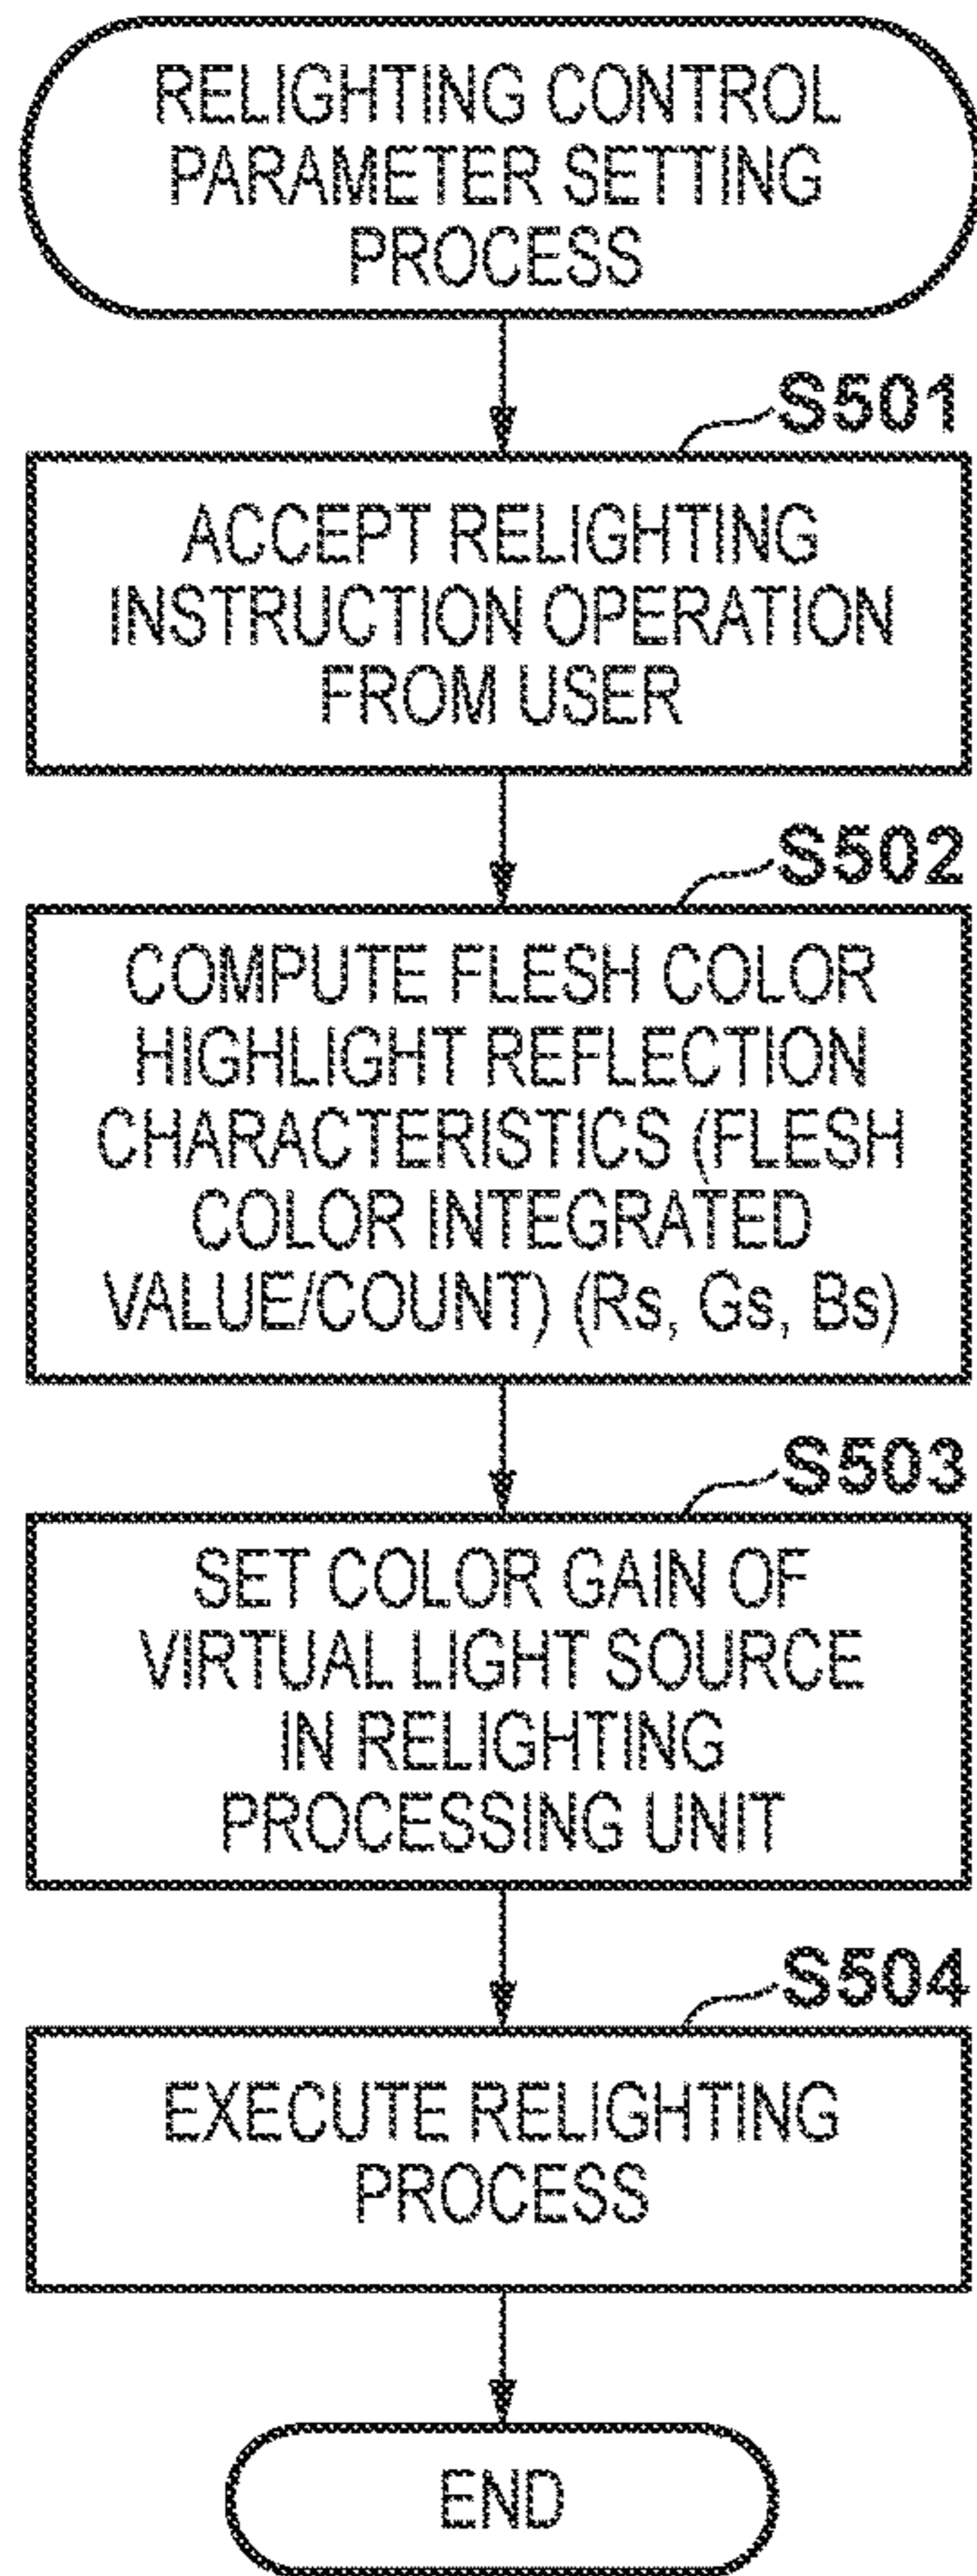 RELIGHTING CONTROL
PARAMETER SETTING
PROCESS
S501
ACCEPT RELIGHTING
INSTRUCTION OPERATION
FROM USER
S502
COMPUTE FLESH COLOR
HIGHLIGHT REFLECTION
CHARACTERISTICS (FLESH
COLOR INTEGRATED
VALUE/COUNT) (Rs, Gs, Bs)
S503
SET COLOR GAIN OF
VIRTUAL LIGHT SOURCE
IN RELIGHTING
PROCESSING UNIT
S504
EXECUTE RELIGHTING
PROCESS
END